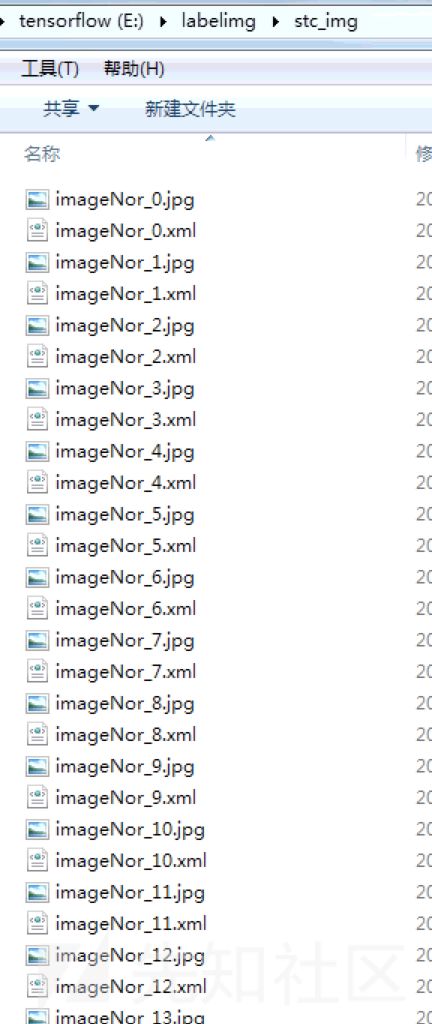 tensorflow (E:) ▸ labelimg ▸ stc_img
工具(T) 帮助(H)
共享 新建文件夹
名称 修
imageNor_0.jpg 20
imageNor_0.xml 20
imageNor_1.jpg 20
imageNor_1.xml 20
imageNor_2.jpg 20
imageNor_2.xml 20
imageNor_3.jpg 20
imageNor_3.xml 20
imageNor_4.jpg 20
imageNor_4.xml 20
imageNor_5.jpg 20
imageNor_5.xml 20
imageNor_6.jpg 20
imageNor_6.xml 20
imageNor_7.jpg 20
imageNor_7.xml 20
imageNor_8.jpg 20
imageNor_8.xml 20
imageNor_9.jpg 20
imageNor_9.xml 20
imageNor_10.jpg 20
imageNor_10.xml 20
imageNor_11.jpg 20
imageNor_11.xml 20
imageNor_12.jpg 20
imageNor_12.xml 20
imageNor_13.jpg 20
先知社区